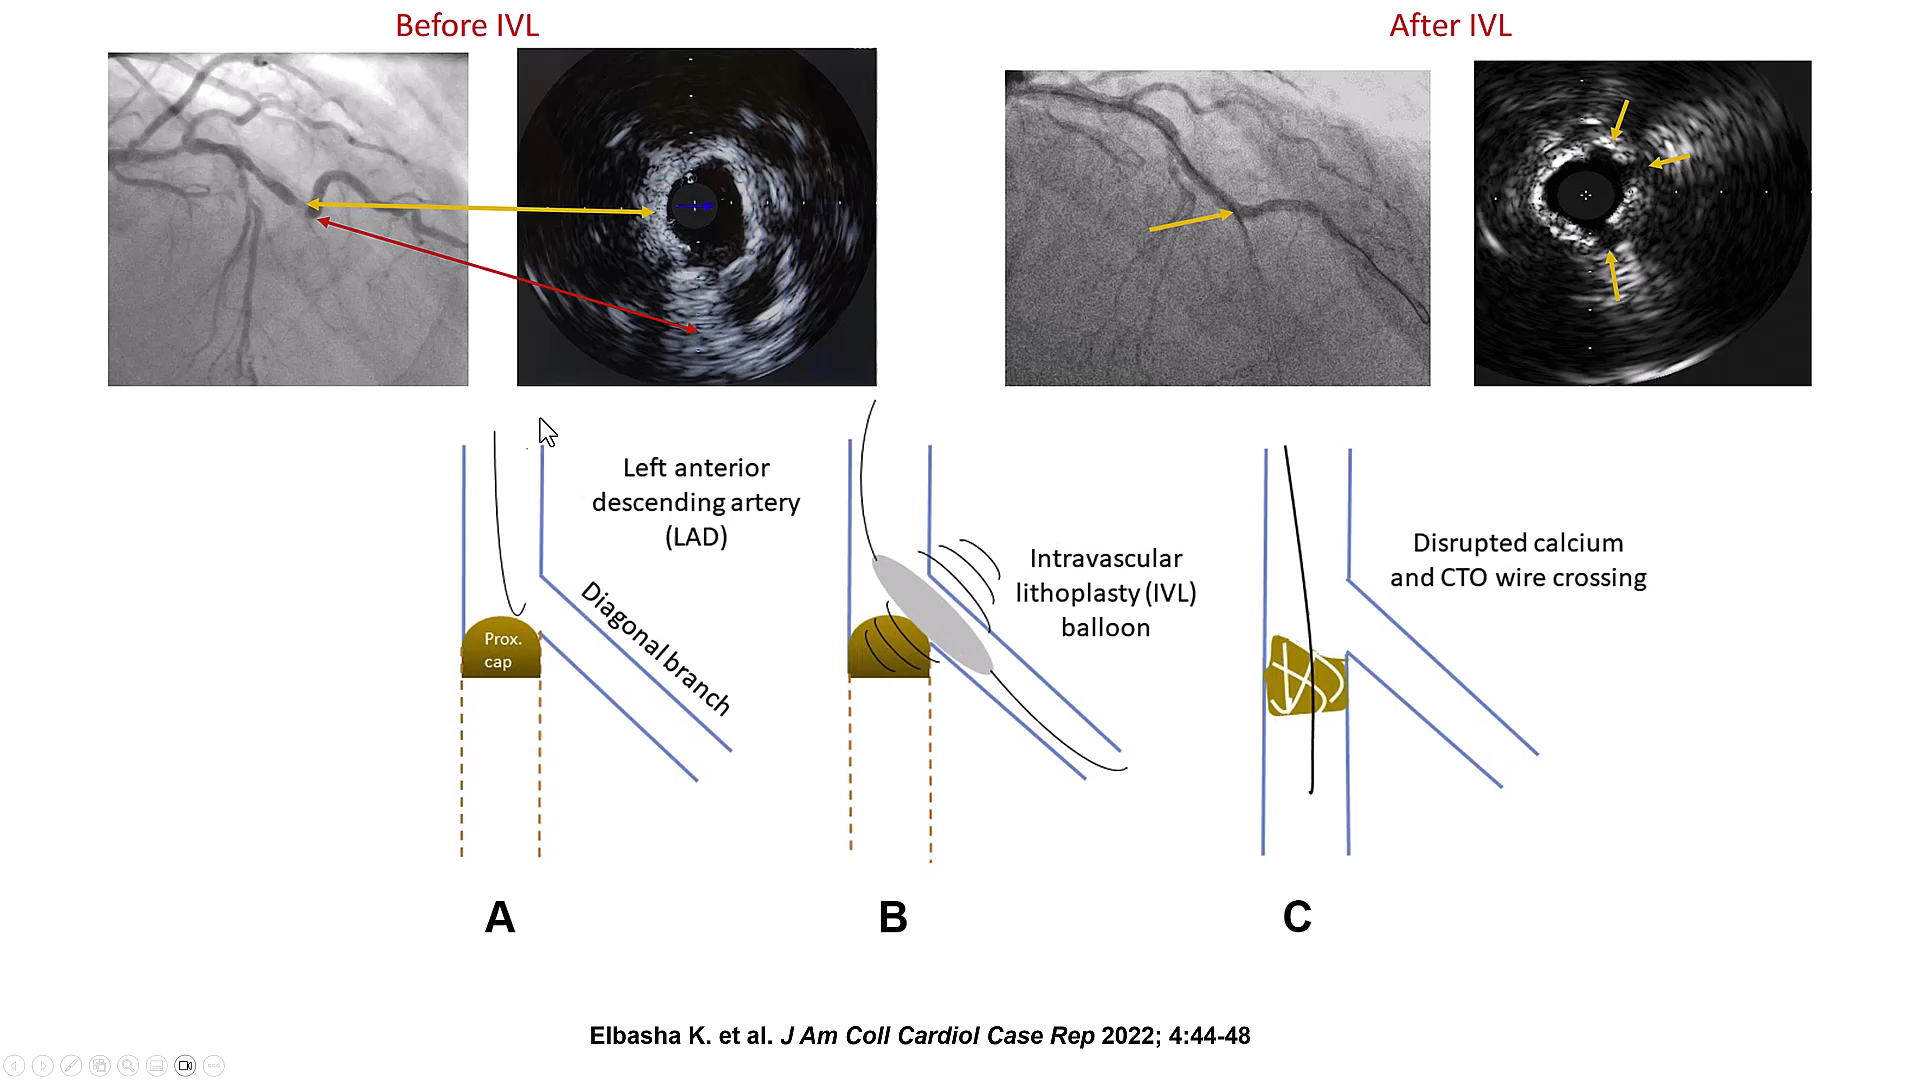 Before IVL
After IVL
Left anterior
descending artery
(LAD)
Diagonal branch
Prox.
cap
Intravascular
lithoplasty (IVL)
balloon
Disrupted calcium
and CTO wire crossing
A
B
C
Elbasha K. et al. J Am Coll Cardiol Case Rep 2022; 4:44-48